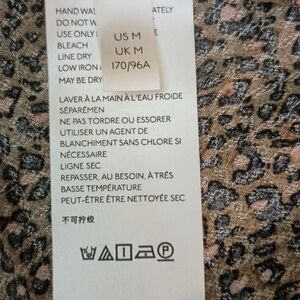 HAND WAS ATELY
DO NOT W
USE ONLY
BLEACH
LINE DRY
LOW IRON
MAY BE DRY
US M
UK M
170/96A
LAVER À LA MAIN À L'EAU FROIDE
SÉPARÉMEN
NE PAS TORDRE OU ESSORER
UTILISER UN AGENT DE
BLANCHIMENT SANS CHLORE SI
NÉCESSAIRE
LIGNE SEC
REPASSER, AU BESOIN, À TRÉS
BASSE TEMPÉRATURE
PEUT-ÊTRE ÊTRE NETTOYÉE SEC
不可拧绞
P